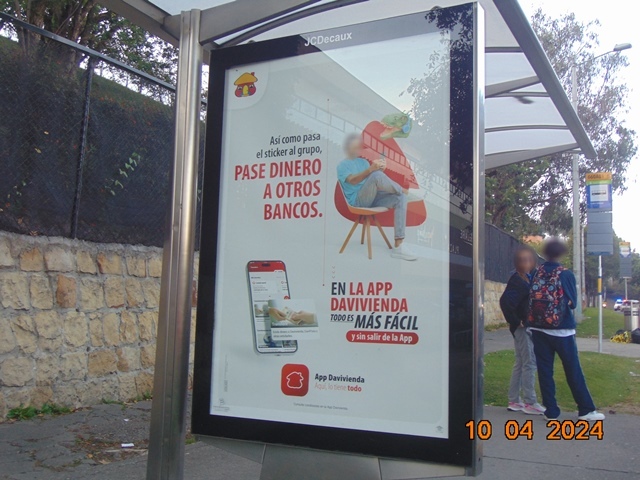 JCDecaux
Así como pasa
el sticker al grupo,
PASE DINERO
A OTROS
BANCOS.
EN LA APP
DAVIVIENDA
TODO ES MÁS FÁCIL
y sin salir de la App
App Davivienda
Aquí, lo tiene todo
10 04 2024